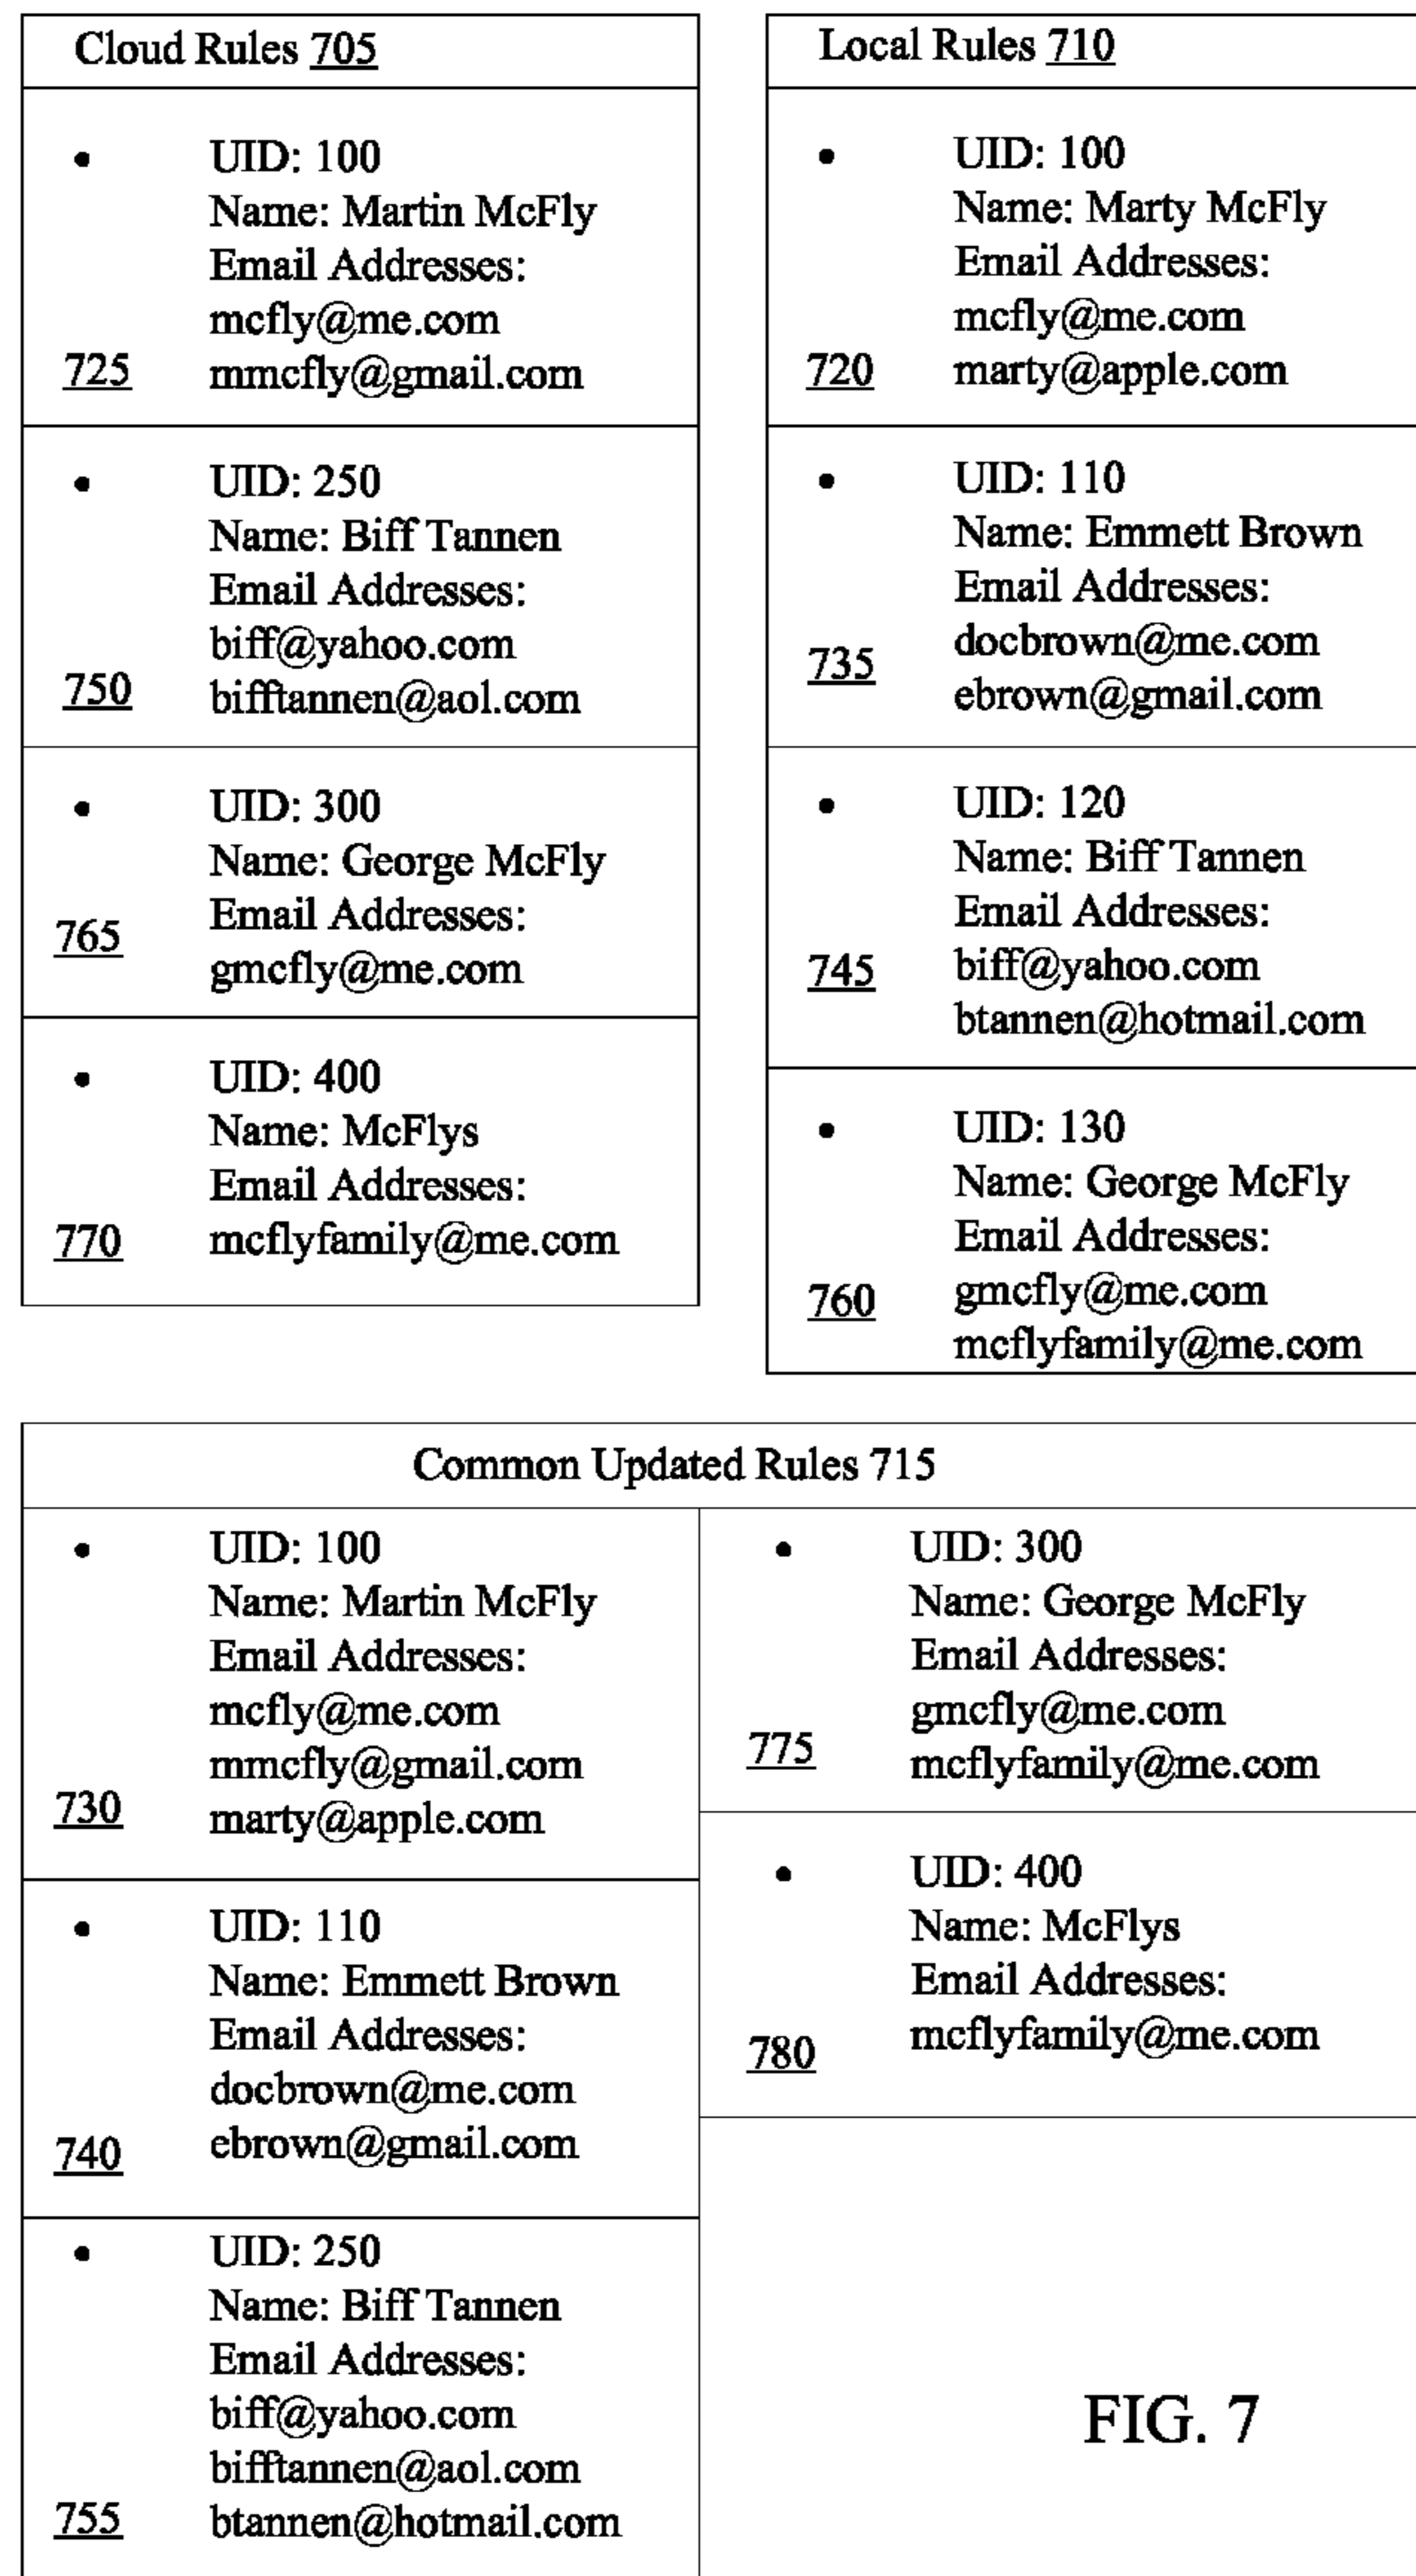 Cloud Rules 705
• UID: 100
Name: Martin McFly
Email Addresses:
mcfly@me.com
725 mmcfly@gmail.com
• UID: 250
Name: Biff Tannen
Email Addresses:
biff@yahoo.com
750 bifftannen@aol.com
• UID: 300
Name: George McFly
765 Email Addresses:
gmcfly@me.com
• UID: 400
Name: McFlys
Email Addresses:
770 mcflyfamily@me.com
Local Rules 710
• UID: 100
Name: Marty McFly
Email Addresses:
mcfly@me.com
720 marty@apple.com
• UID: 110
Name: Emmett Brown
Email Addresses:
735 docbrown@me.com
ebrown@gmail.com
• UID: 120
Name: Biff Tannen
Email Addresses:
745 biff@yahoo.com
btannen@hotmail.com
• UID: 130
Name: George McFly
Email Addresses:
760 gmcfly@me.com
mcflyfamily@me.com
Common Updated Rules 715
• UID: 100
Name: Martin McFly
Email Addresses:
mcfly@me.com
mmcfly@gmail.com
730 marty@apple.com
• UID: 110
Name: Emmett Brown
Email Addresses:
docbrown@me.com
740 ebrown@gmail.com
• UID: 250
Name: Biff Tannen
Email Addresses:
biff@yahoo.com
bifftannen@aol.com
755 btannen@hotmail.com
• UID: 300
Name: George McFly
Email Addresses:
gmcfly@me.com
775 mcflyfamily@me.com
• UID: 400
Name: McFlys
Email Addresses:
780 mcflyfamily@me.com
FIG. 7